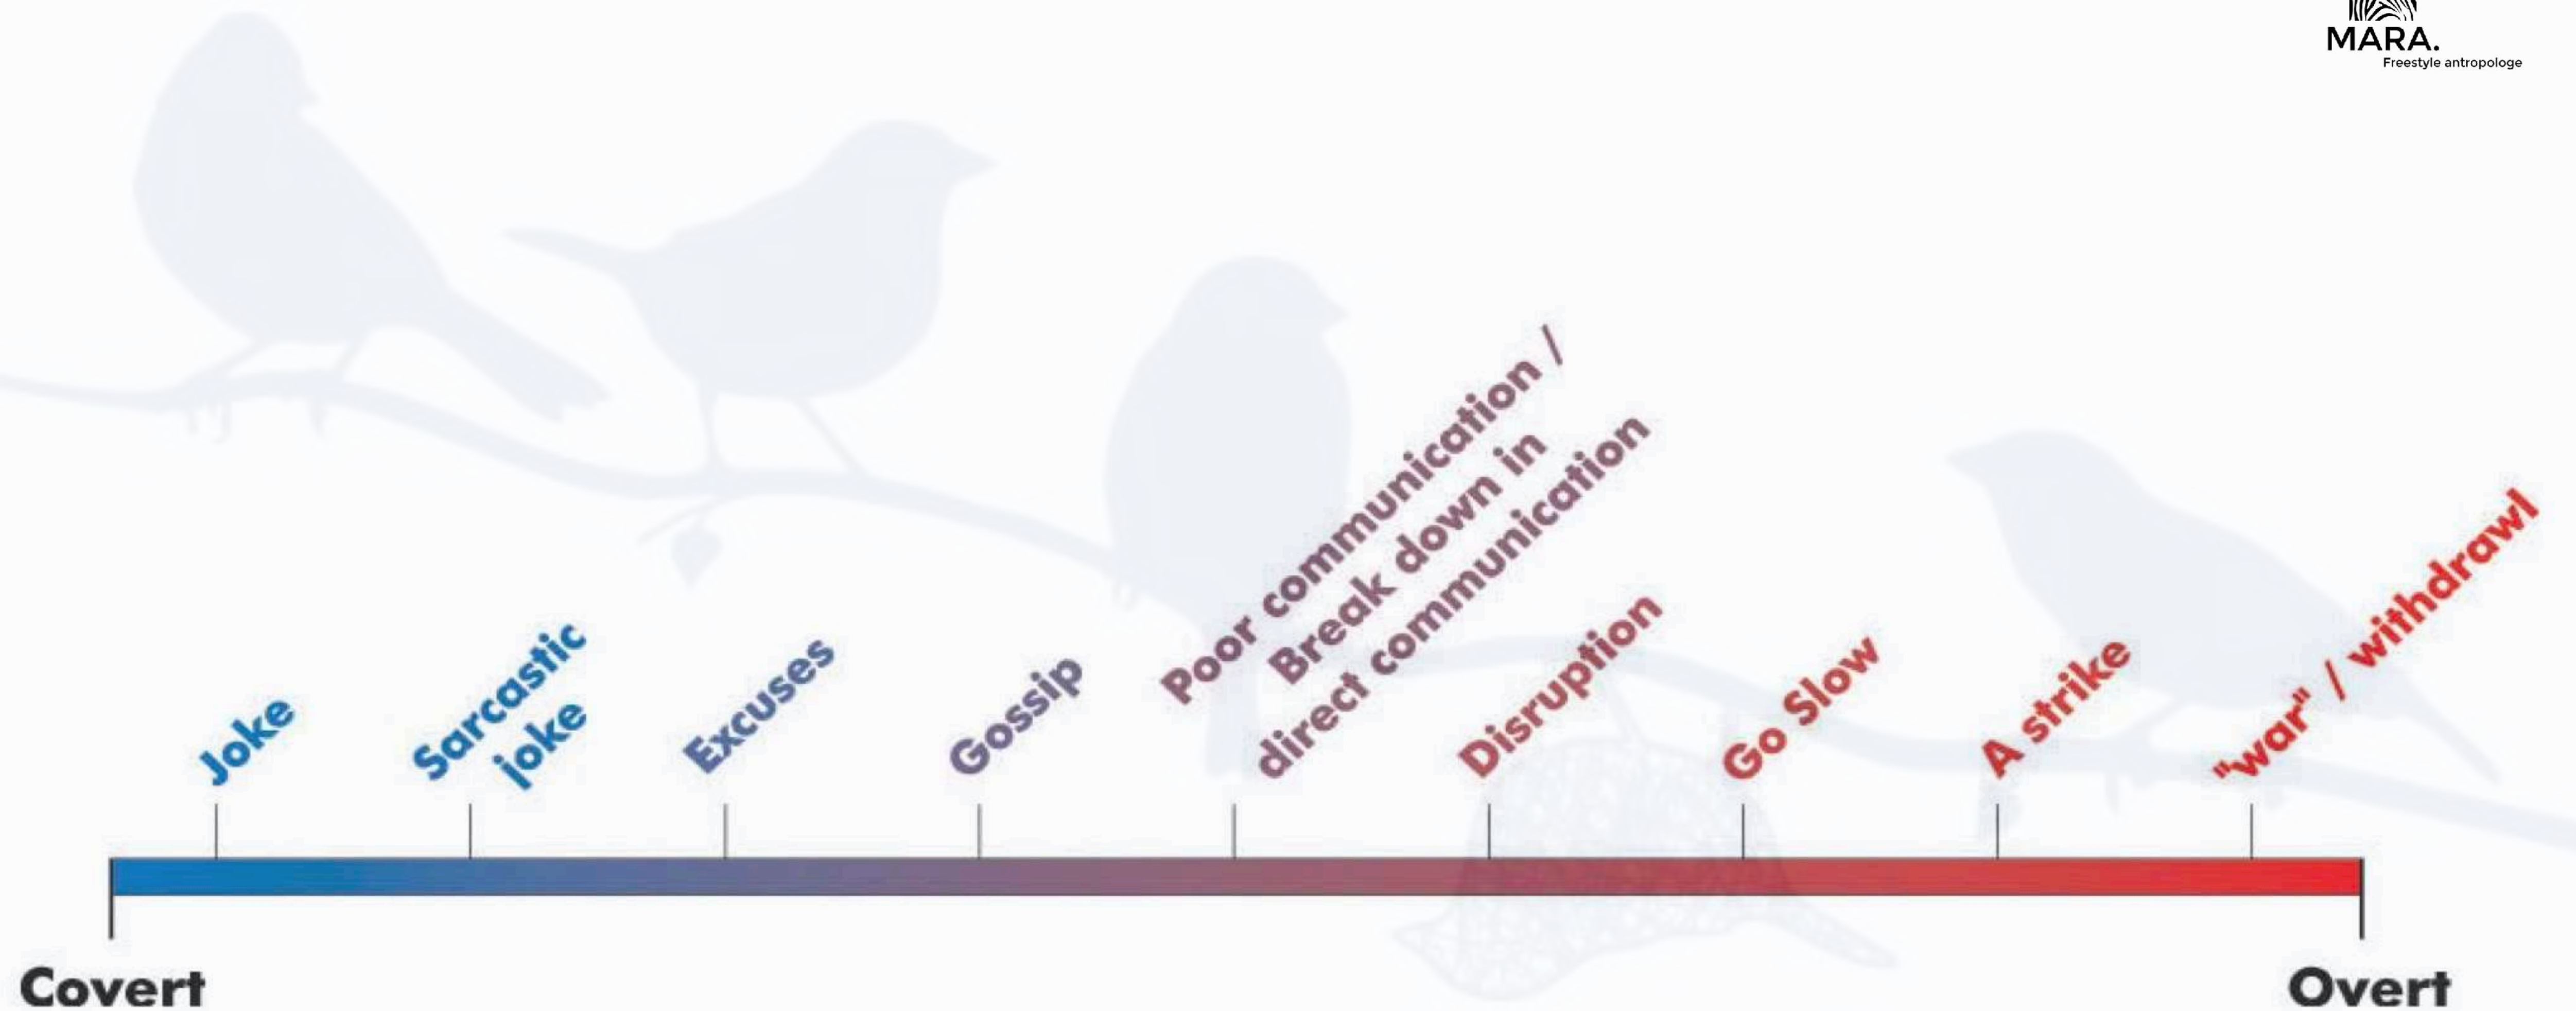 MARA.
Freestyle antropologe
Joke
Sarcastic
joke
Excuses
Gossip
Poor communication /
Break down in
direct communication
Disruption
Go Slow
A strike
"war" / withdrawl
Covert
Overt